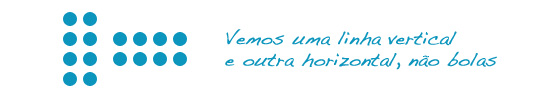 Vemos uma linha vertical
e outra horizontal, não bolas